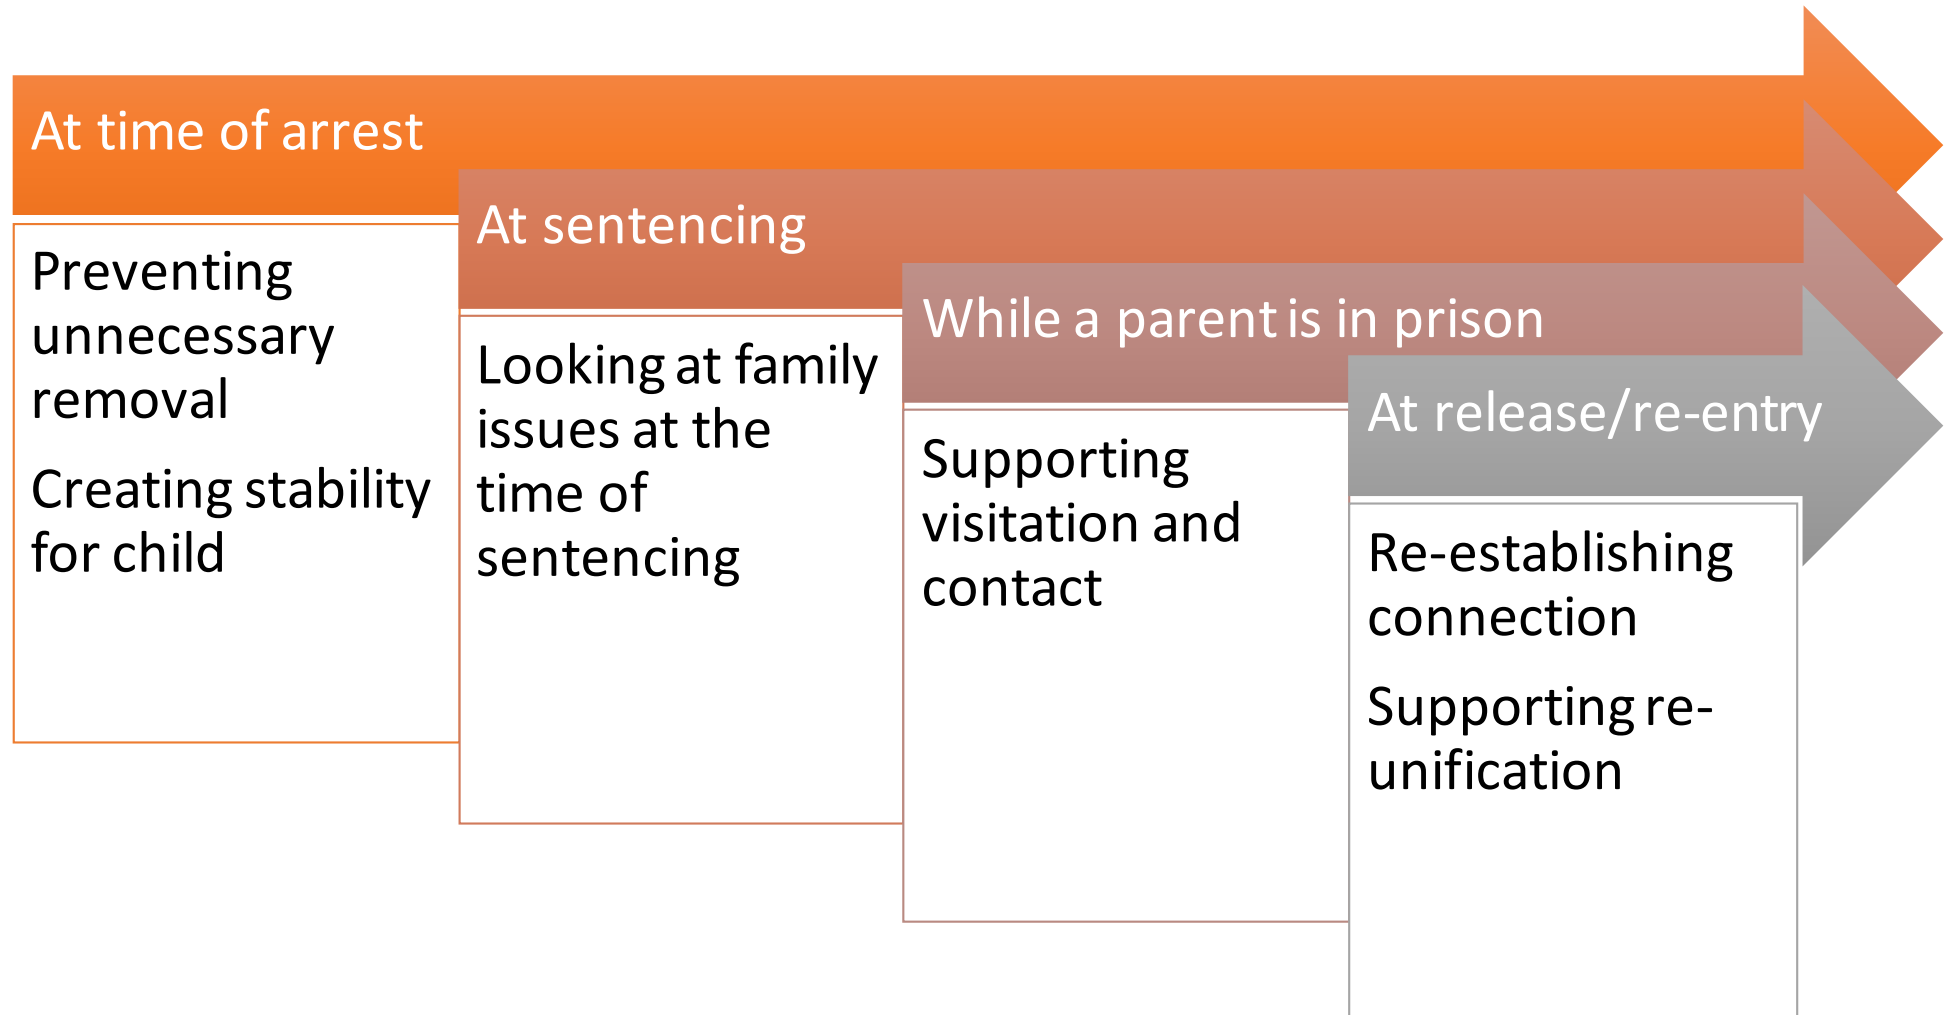 At time of arrest
Preventing
unnecessary
removal
Creating stability
for child
At sentencing
Looking at family
issues at the
time of
sentencing
While a parent is in prison
Supporting
visitation and
contact
At release/re-entry
Re-establishing
connection
Supporting re-
unification